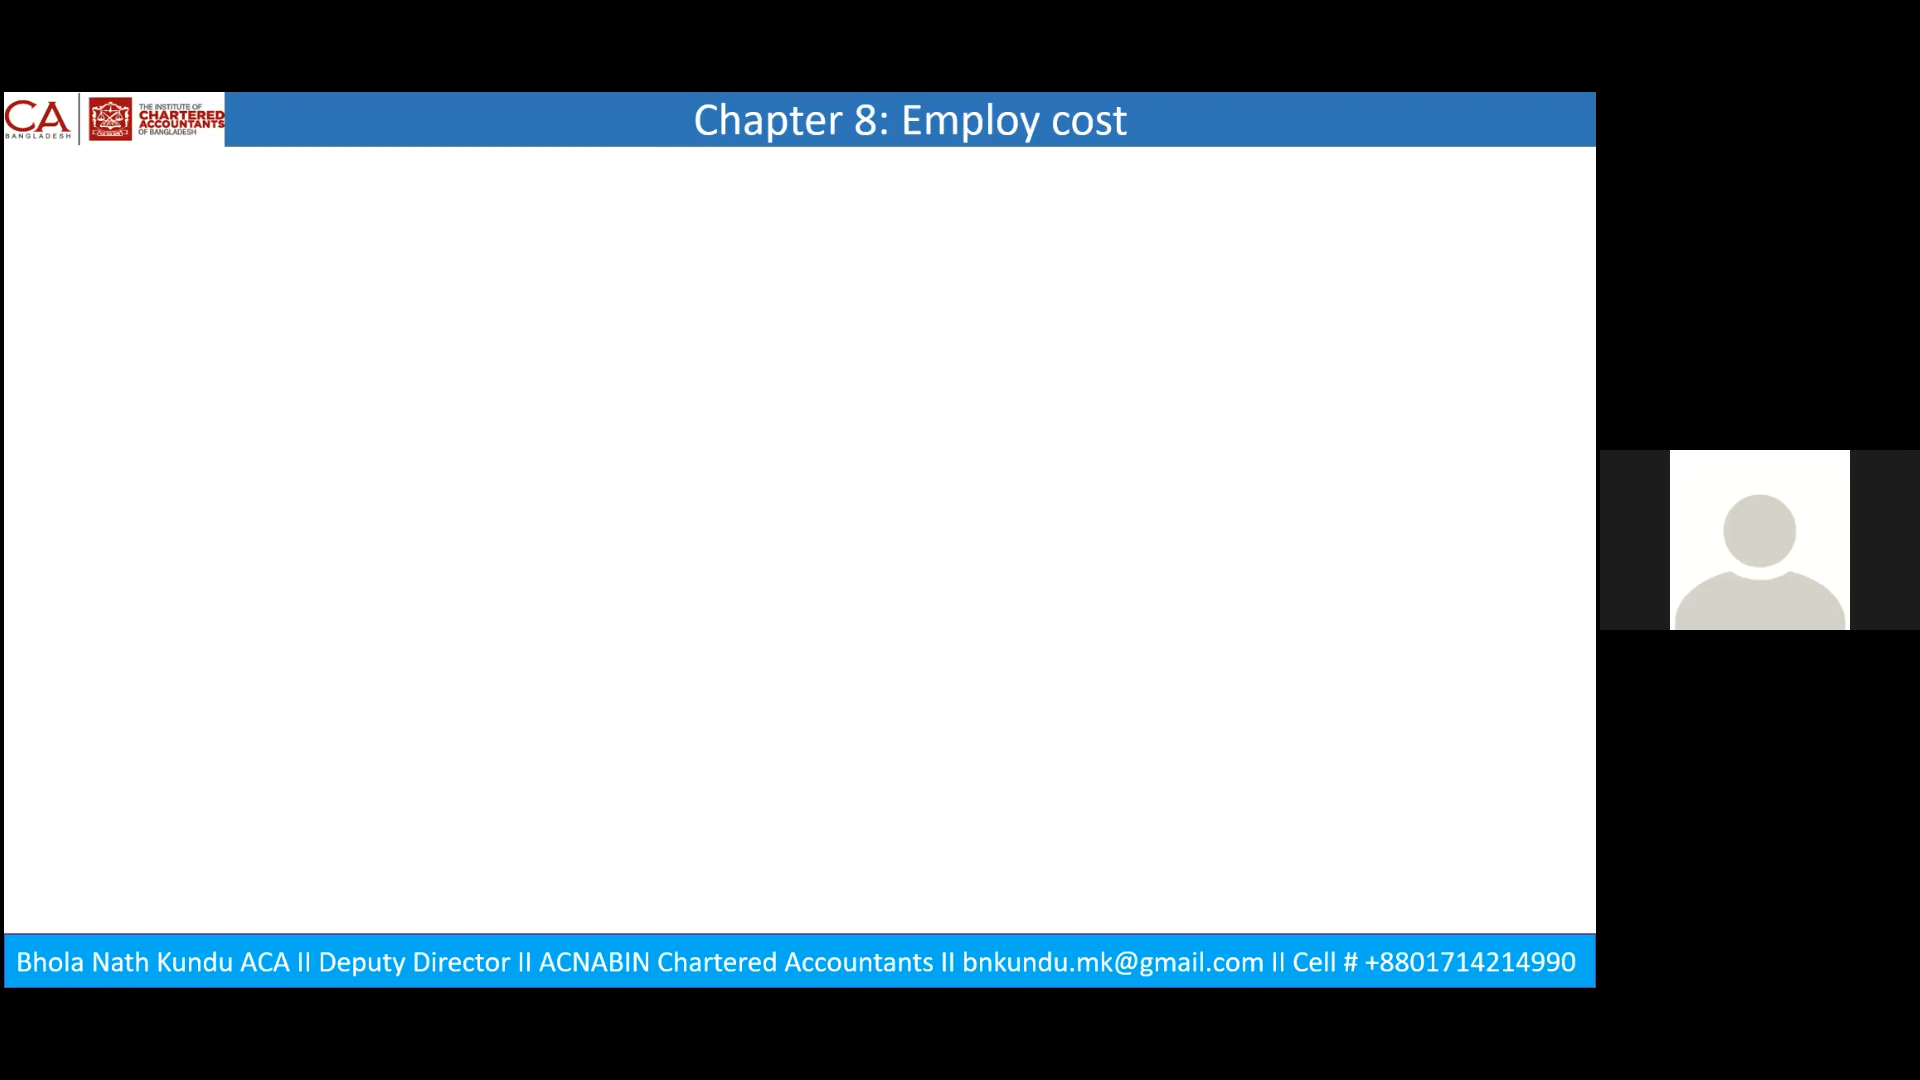 CA
BANGLADESH
THE INSTITUTE OF
CHARTERED
ACCOUNTANTS
OF BANGLADESH
Chapter 8: Employ cost
Bhola Nath Kundu ACA II Deputy Director II ACNABIN Chartered Accountants II bnkundu.mk@gmail.com II Cell # +8801714214990